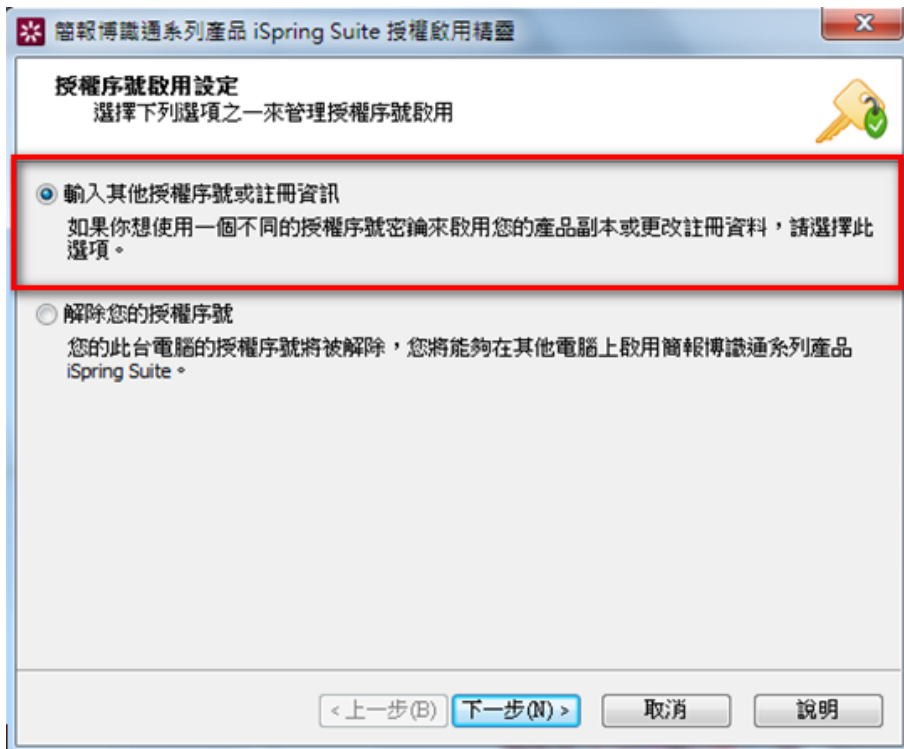 簡報博識通系列產品 iSpring Suite 授權啟用精靈
授權序號啟用設定
選擇下列選項之一來管理授權序號啟用
輸入其他授權序號或註冊資訊
如果你想使用一個不同的授權序號密鑰來啟用您的產品副本或更改註冊資料，請選擇此
選項。
解除您的授權序號
您的此台電腦的授權序號將被解除，您將能夠在其他電腦上啟用簡報博識通系列產品
iSpring Suite。
<上一步(B) 下一步(N)> 取消 說明